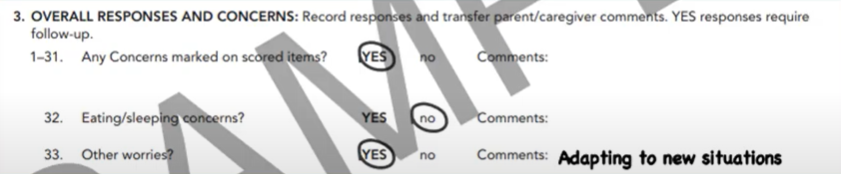 3. OVERALL RESPONSES AND CONCERNS: Record responses and transfer parent/caregiver comments. YES responses require
follow-up.
1–31. Any Concerns marked on scored items? YES no Comments:
32. Eating/sleeping concerns? YES no Comments:
33. Other worries? YES no Comments: Adapting to new situations